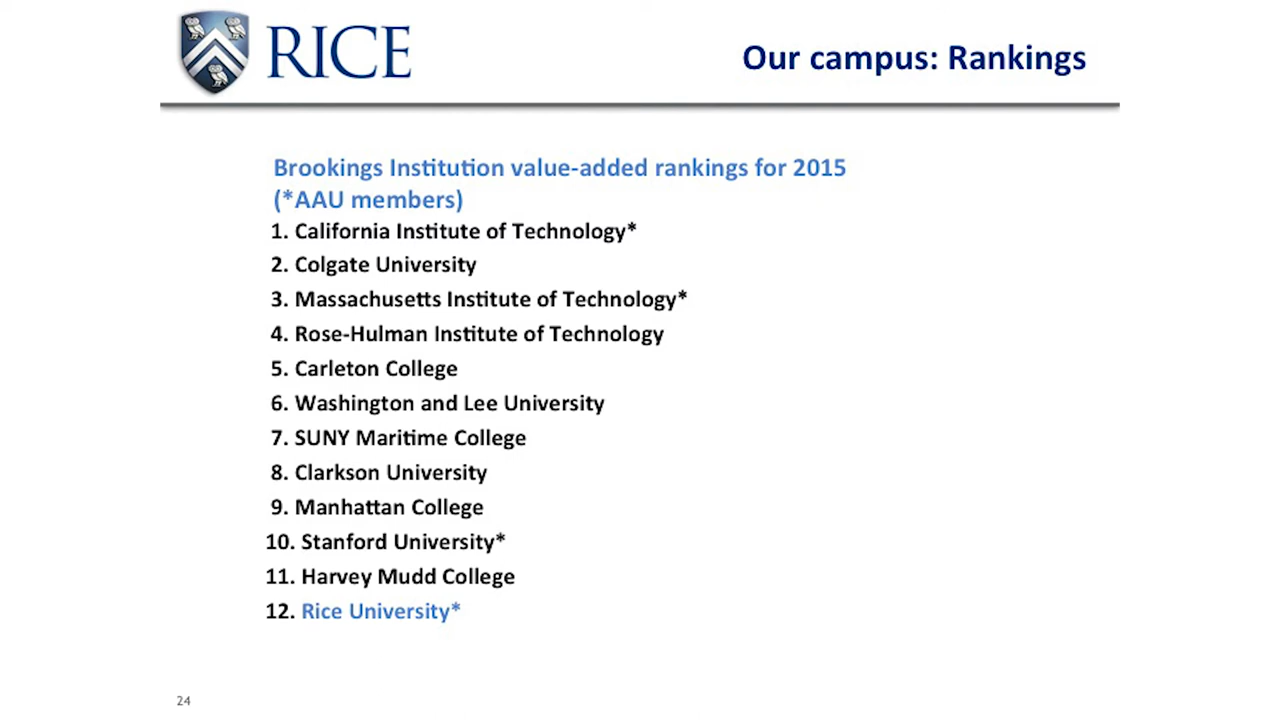 RICE
Our campus: Rankings
Brookings Institution value-added rankings for 2015
(*AAU members)
1. California Institute of Technology*
2. Colgate University
3. Massachusetts Institute of Technology*
4. Rose-Hulman Institute of Technology
5. Carleton College
6. Washington and Lee University
7. SUNY Maritime College
8. Clarkson University
9. Manhattan College
10. Stanford University*
11. Harvey Mudd College
12. Rice University*
24